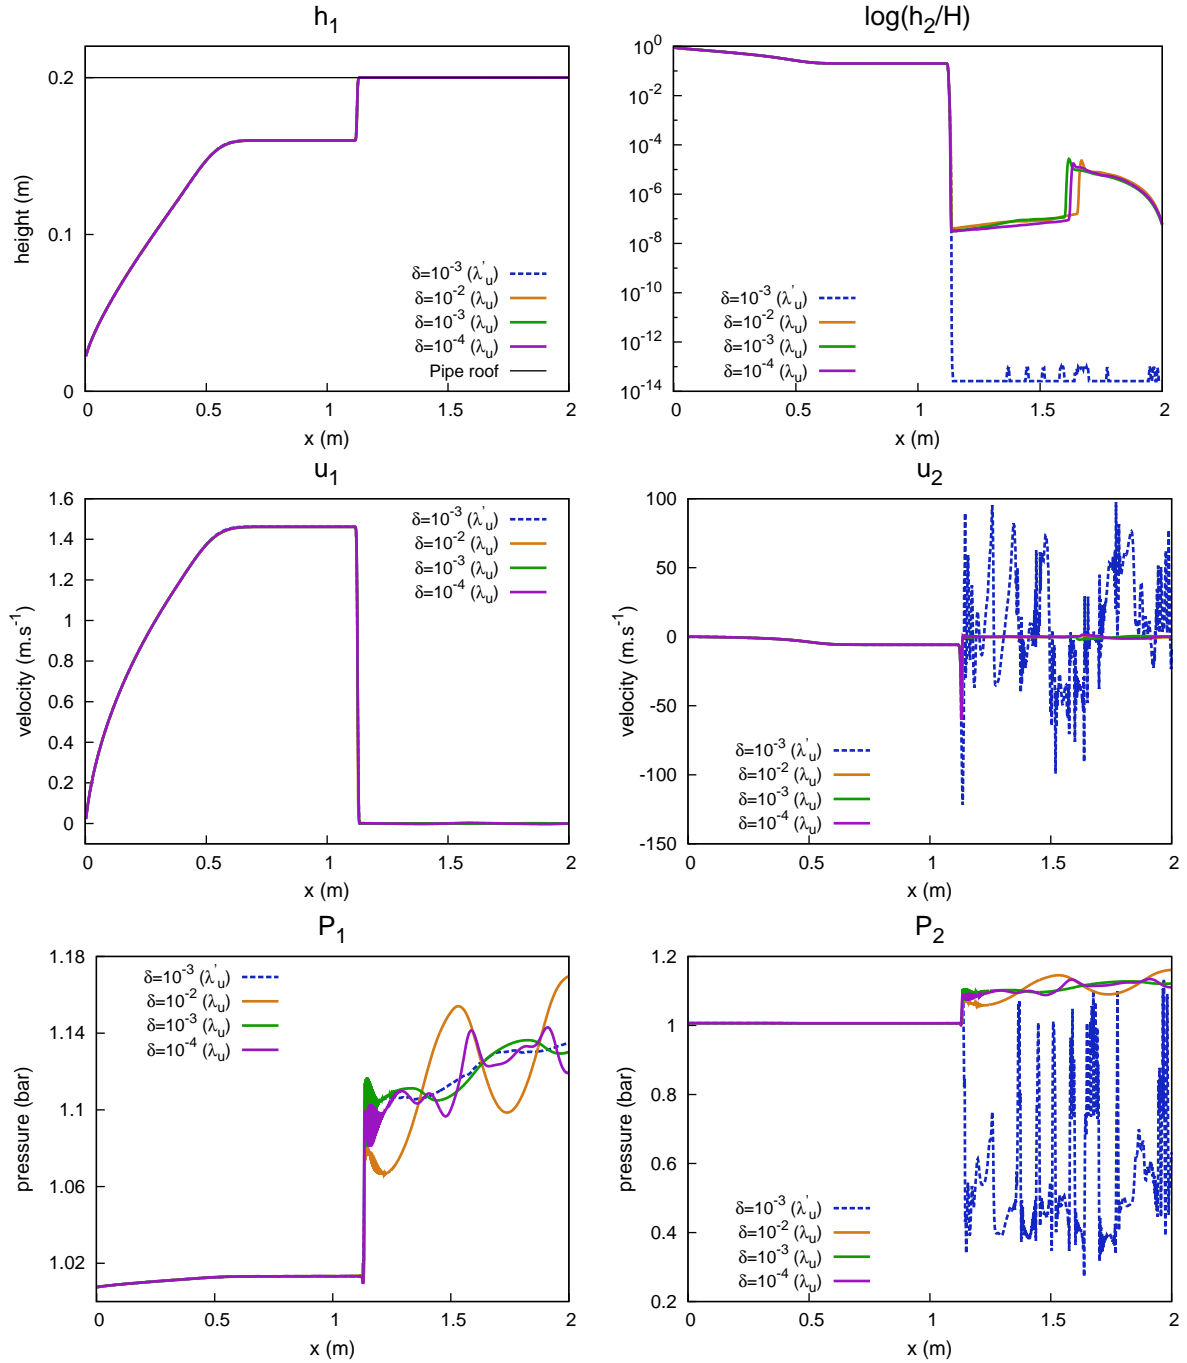 h₁
height (m)
0.2
0.1
0
δ=10⁻³ (λ'ᵤ)
δ=10⁻² (λᵤ)
δ=10⁻³ (λᵤ)
δ=10⁻⁴ (λᵤ)
Pipe roof
0 0.5 1 1.5 2
x (m)
log(h₂/H)
10⁰
10⁻²
10⁻⁴
10⁻⁶
10⁻⁸
10⁻¹⁰
10⁻¹²
10⁻¹⁴
δ=10⁻³ (λ'ᵤ)
δ=10⁻² (λᵤ)
δ=10⁻³ (λᵤ)
δ=10⁻⁴ (λᵤ)
0 0.5 1 1.5 2
x (m)
u₁
velocity (m.s⁻¹)
1.6
1.4
1.2
1
0.8
0.6
0.4
0.2
0
δ=10⁻³ (λ'ᵤ)
δ=10⁻² (λᵤ)
δ=10⁻³ (λᵤ)
δ=10⁻⁴ (λᵤ)
0 0.5 1 1.5 2
x (m)
u₂
velocity (m.s⁻¹)
100
50
0
-50
-100
-150
δ=10⁻³ (λ'ᵤ)
δ=10⁻² (λᵤ)
δ=10⁻³ (λᵤ)
δ=10⁻⁴ (λᵤ)
0 0.5 1 1.5 2
x (m)
P₁
pressure (bar)
1.18
1.14
1.1
1.06
1.02
δ=10⁻³ (λ'ᵤ)
δ=10⁻² (λᵤ)
δ=10⁻³ (λᵤ)
δ=10⁻⁴ (λᵤ)
0 0.5 1 1.5 2
x (m)
P₂
pressure (bar)
1.2
1
0.8
0.6
0.4
0.2
δ=10⁻³ (λ'ᵤ)
δ=10⁻² (λᵤ)
δ=10⁻³ (λᵤ)
δ=10⁻⁴ (λᵤ)
0 0.5 1 1.5 2
x (m)